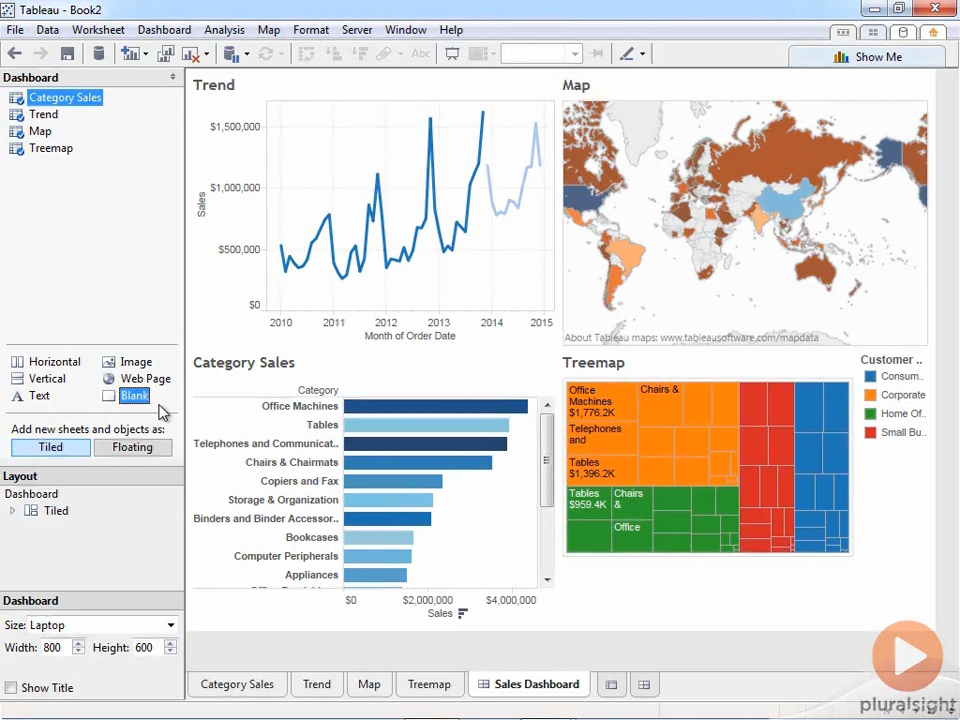 Tableau - Book2
File Data Worksheet Dashboard Analysis Map Format Server Window Help
Abc
Show Me
Dashboard
Category Sales
Trend
Map
Treemap
Horizontal Image
Vertical Web Page
Text Blank
Add new sheets and objects as:
Tiled Floating
Layout
Dashboard
Tiled
Dashboard
Size: Laptop
Width: 800 Height: 600
Show Title
Trend
$1,500,000
$1,000,000
$500,000
$0
Sales
2010 2011 2012 2013 2014 2015
Month of Order Date
Map
About Tableau maps: www.tableausoftware.com/mapdata
Category Sales
Category
Office Machines
Tables
Telephones and Communicat..
Chairs & Chairmats
Copiers and Fax
Storage & Organization
Binders and Binder Accessor..
Bookcases
Computer Peripherals
Appliances
$0 $2,000,000 $4,000,000
Sales
Treemap
Office
Machines
$1,776.2K
Chairs &
Telephones
and
Tables
$1,396.2K
Tables
$959.4K
Chairs
&
Office
Customer ..
Consum..
Corporate
Home Of..
Small Bu..
Category Sales Trend Map Treemap Sales Dashboard
pluralsight